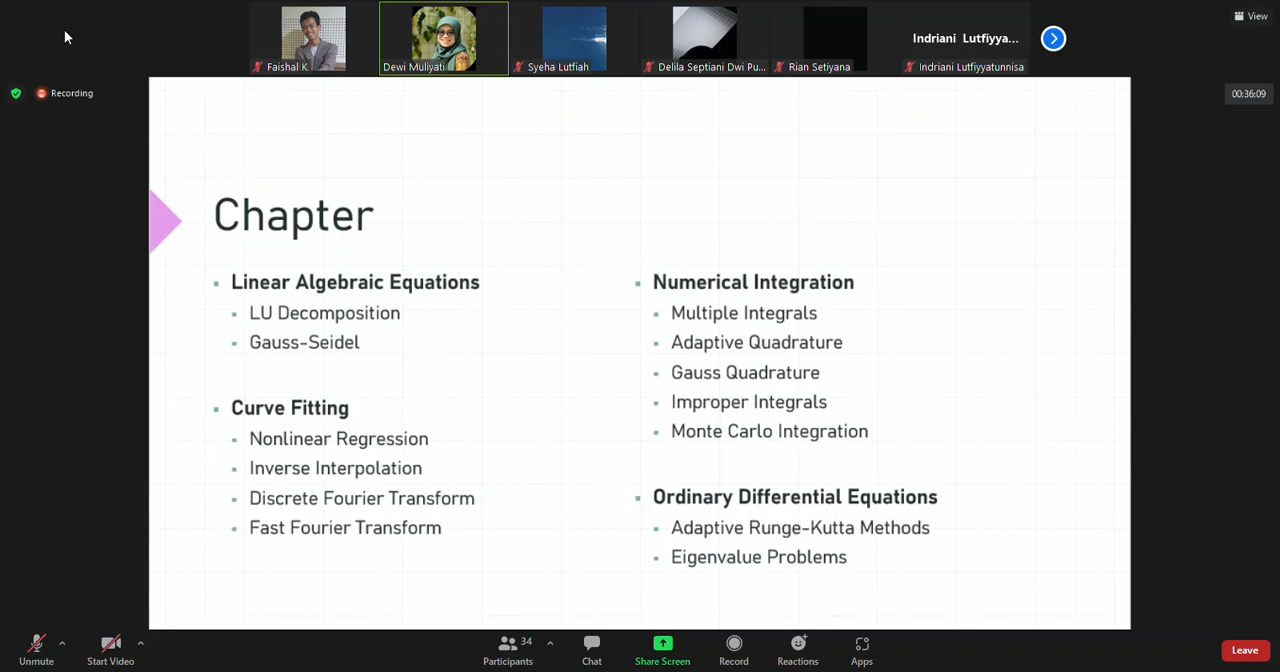 View
Faishal K
Dewi Muliyati
Syeha Lutfiah
Delila Septiani Dwi Pu...
Rian Setiyana
Indriani Lutfiyya...
Indriani Lutfiyyatunnisa
Recording
00:36:09
Chapter
Linear Algebraic Equations
LU Decomposition
Gauss-Seidel
Curve Fitting
Nonlinear Regression
Inverse Interpolation
Discrete Fourier Transform
Fast Fourier Transform
Numerical Integration
Multiple Integrals
Adaptive Quadrature
Gauss Quadrature
Improper Integrals
Monte Carlo Integration
Ordinary Differential Equations
Adaptive Runge-Kutta Methods
Eigenvalue Problems
Unmute
Start Video
34
Participants
Chat
Share Screen
Record
Reactions
Apps
Leave